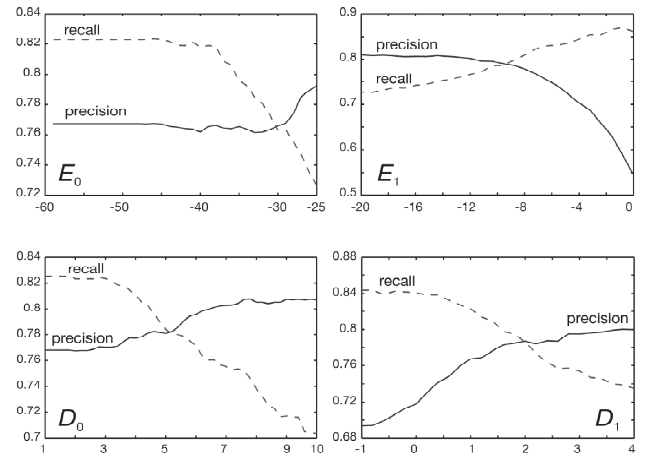 0.84
recall
0.82
0.8
0.78
precision
0.76
0.74
E0
0.72
-60 -50 -40 -30 -25
0.9
precision
0.8
recall
0.7
0.6
E1
0.5
-20 -16 -12 -8 -4 0
0.84
recall
0.82
0.8
0.78
precision
0.76
0.74
0.72
D0
0.7
1 3 5 7 9 10
0.88
recall
0.84
precision
0.8
0.76
0.72
D1
0.68
-1 0 1 2 3 4